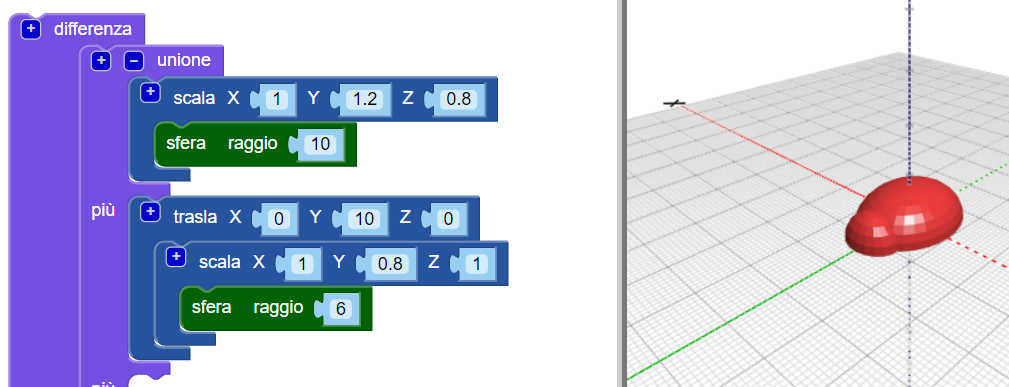 + differenza
+ − unione
+ scala X 1 Y 1.2 Z 0.8
sfera raggio 10
più + trasla X 0 Y 10 Z 0
+ scala X 1 Y 0.8 Z 1
sfera raggio 6